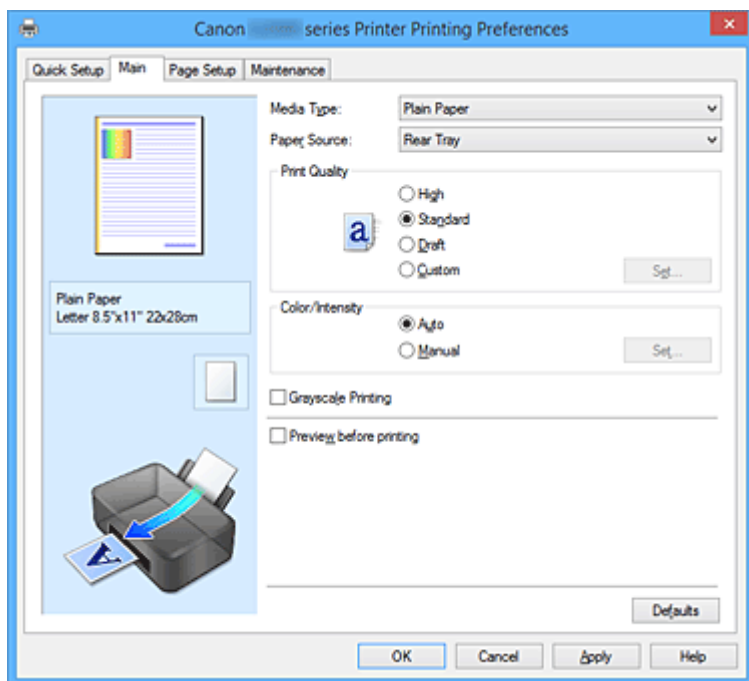 Canon series Printer Printing Preferences
Quick Setup Main Page Setup Maintenance
Media Type: Plain Paper
Paper Source: Rear Tray
Print Quality
High
a Standard
Draft
Custom Set...
Plain Paper
Letter 8.5"x11" 22x28cm
Color/Intensity
Auto
Manual Set...
Grayscale Printing
Preview before printing
A
Defaults
OK Cancel Apply Help